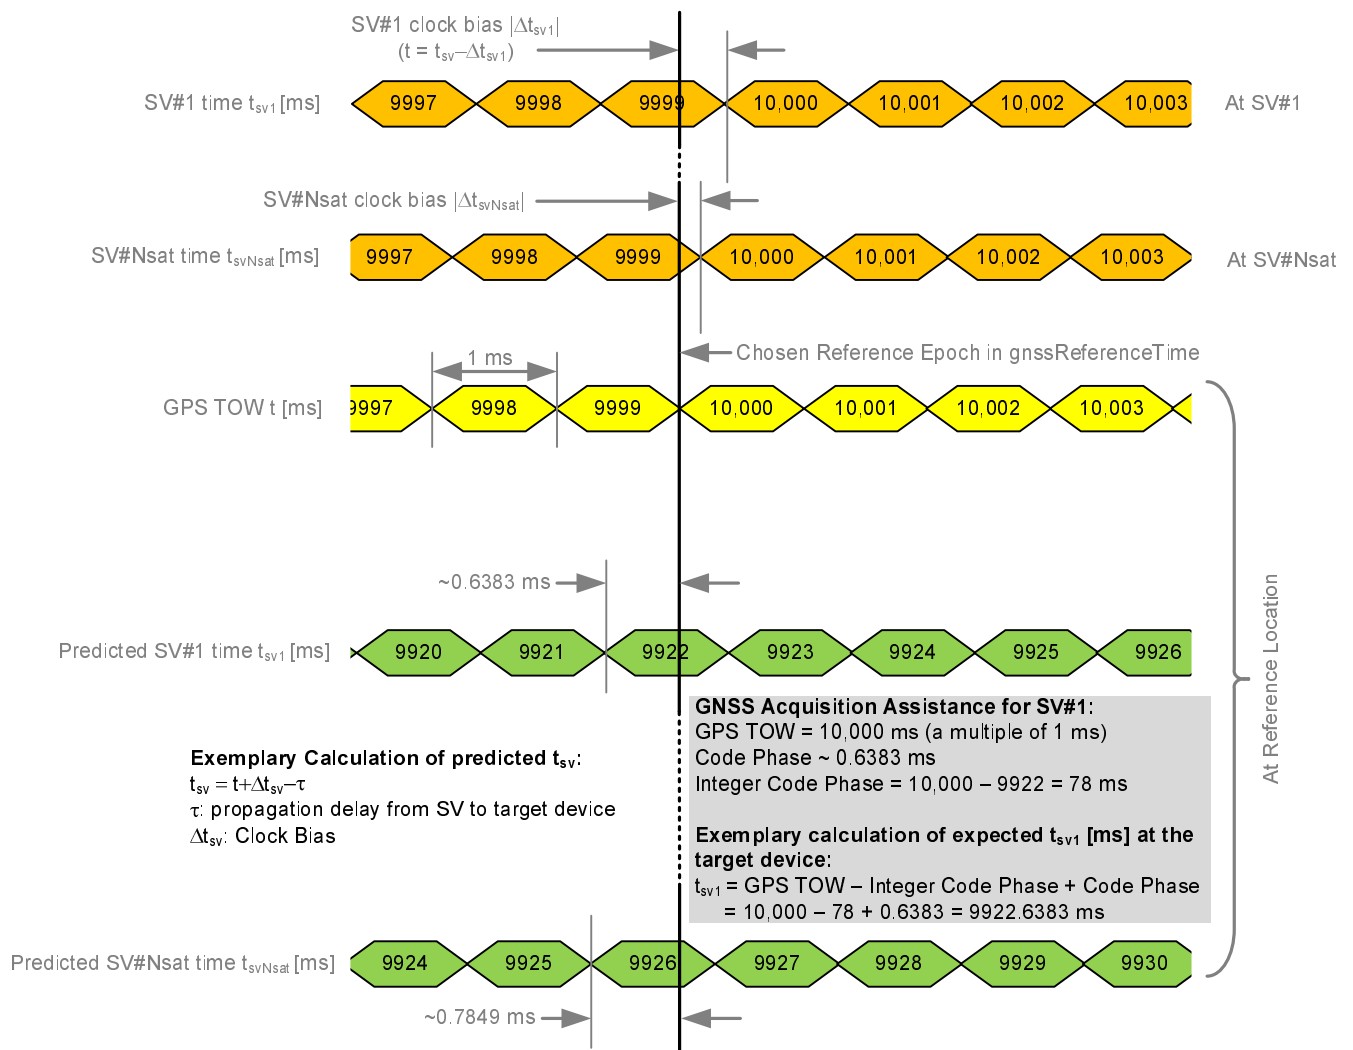 SV#1 clock bias |Δtsv1|
(t = tsv–Δtsv1)
SV#1 time tsv1 [ms]
9997 9998 9999 10,000 10,001 10,002 10,003
At SV#1
SV#Nsat clock bias |ΔtsvNsat|
SV#Nsat time tsvNsat [ms]
9997 9998 9999 10,000 10,001 10,002 10,003
At SV#Nsat
Chosen Reference Epoch in gnssReferenceTime
1 ms
GPS TOW t [ms]
9997 9998 9999 10,000 10,001 10,002 10,003
~0.6383 ms
Predicted SV#1 time tsv1 [ms]
9920 9921 9922 9923 9924 9925 9926
At Reference Location
GNSS Acquisition Assistance for SV#1:
GPS TOW = 10,000 ms (a multiple of 1 ms)
Code Phase ~ 0.6383 ms
Integer Code Phase = 10,000 – 9922 = 78 ms
Exemplary calculation of expected tsv1 [ms] at the
target device:
tsv1 = GPS TOW – Integer Code Phase + Code Phase
= 10,000 – 78 + 0.6383 = 9922.6383 ms
Exemplary Calculation of predicted tsv:
tsv = t+Δtsv–τ
τ: propagation delay from SV to target device
Δtsv: Clock Bias
Predicted SV#Nsat time tsvNsat [ms]
9924 9925 9926 9927 9928 9929 9930
~0.7849 ms